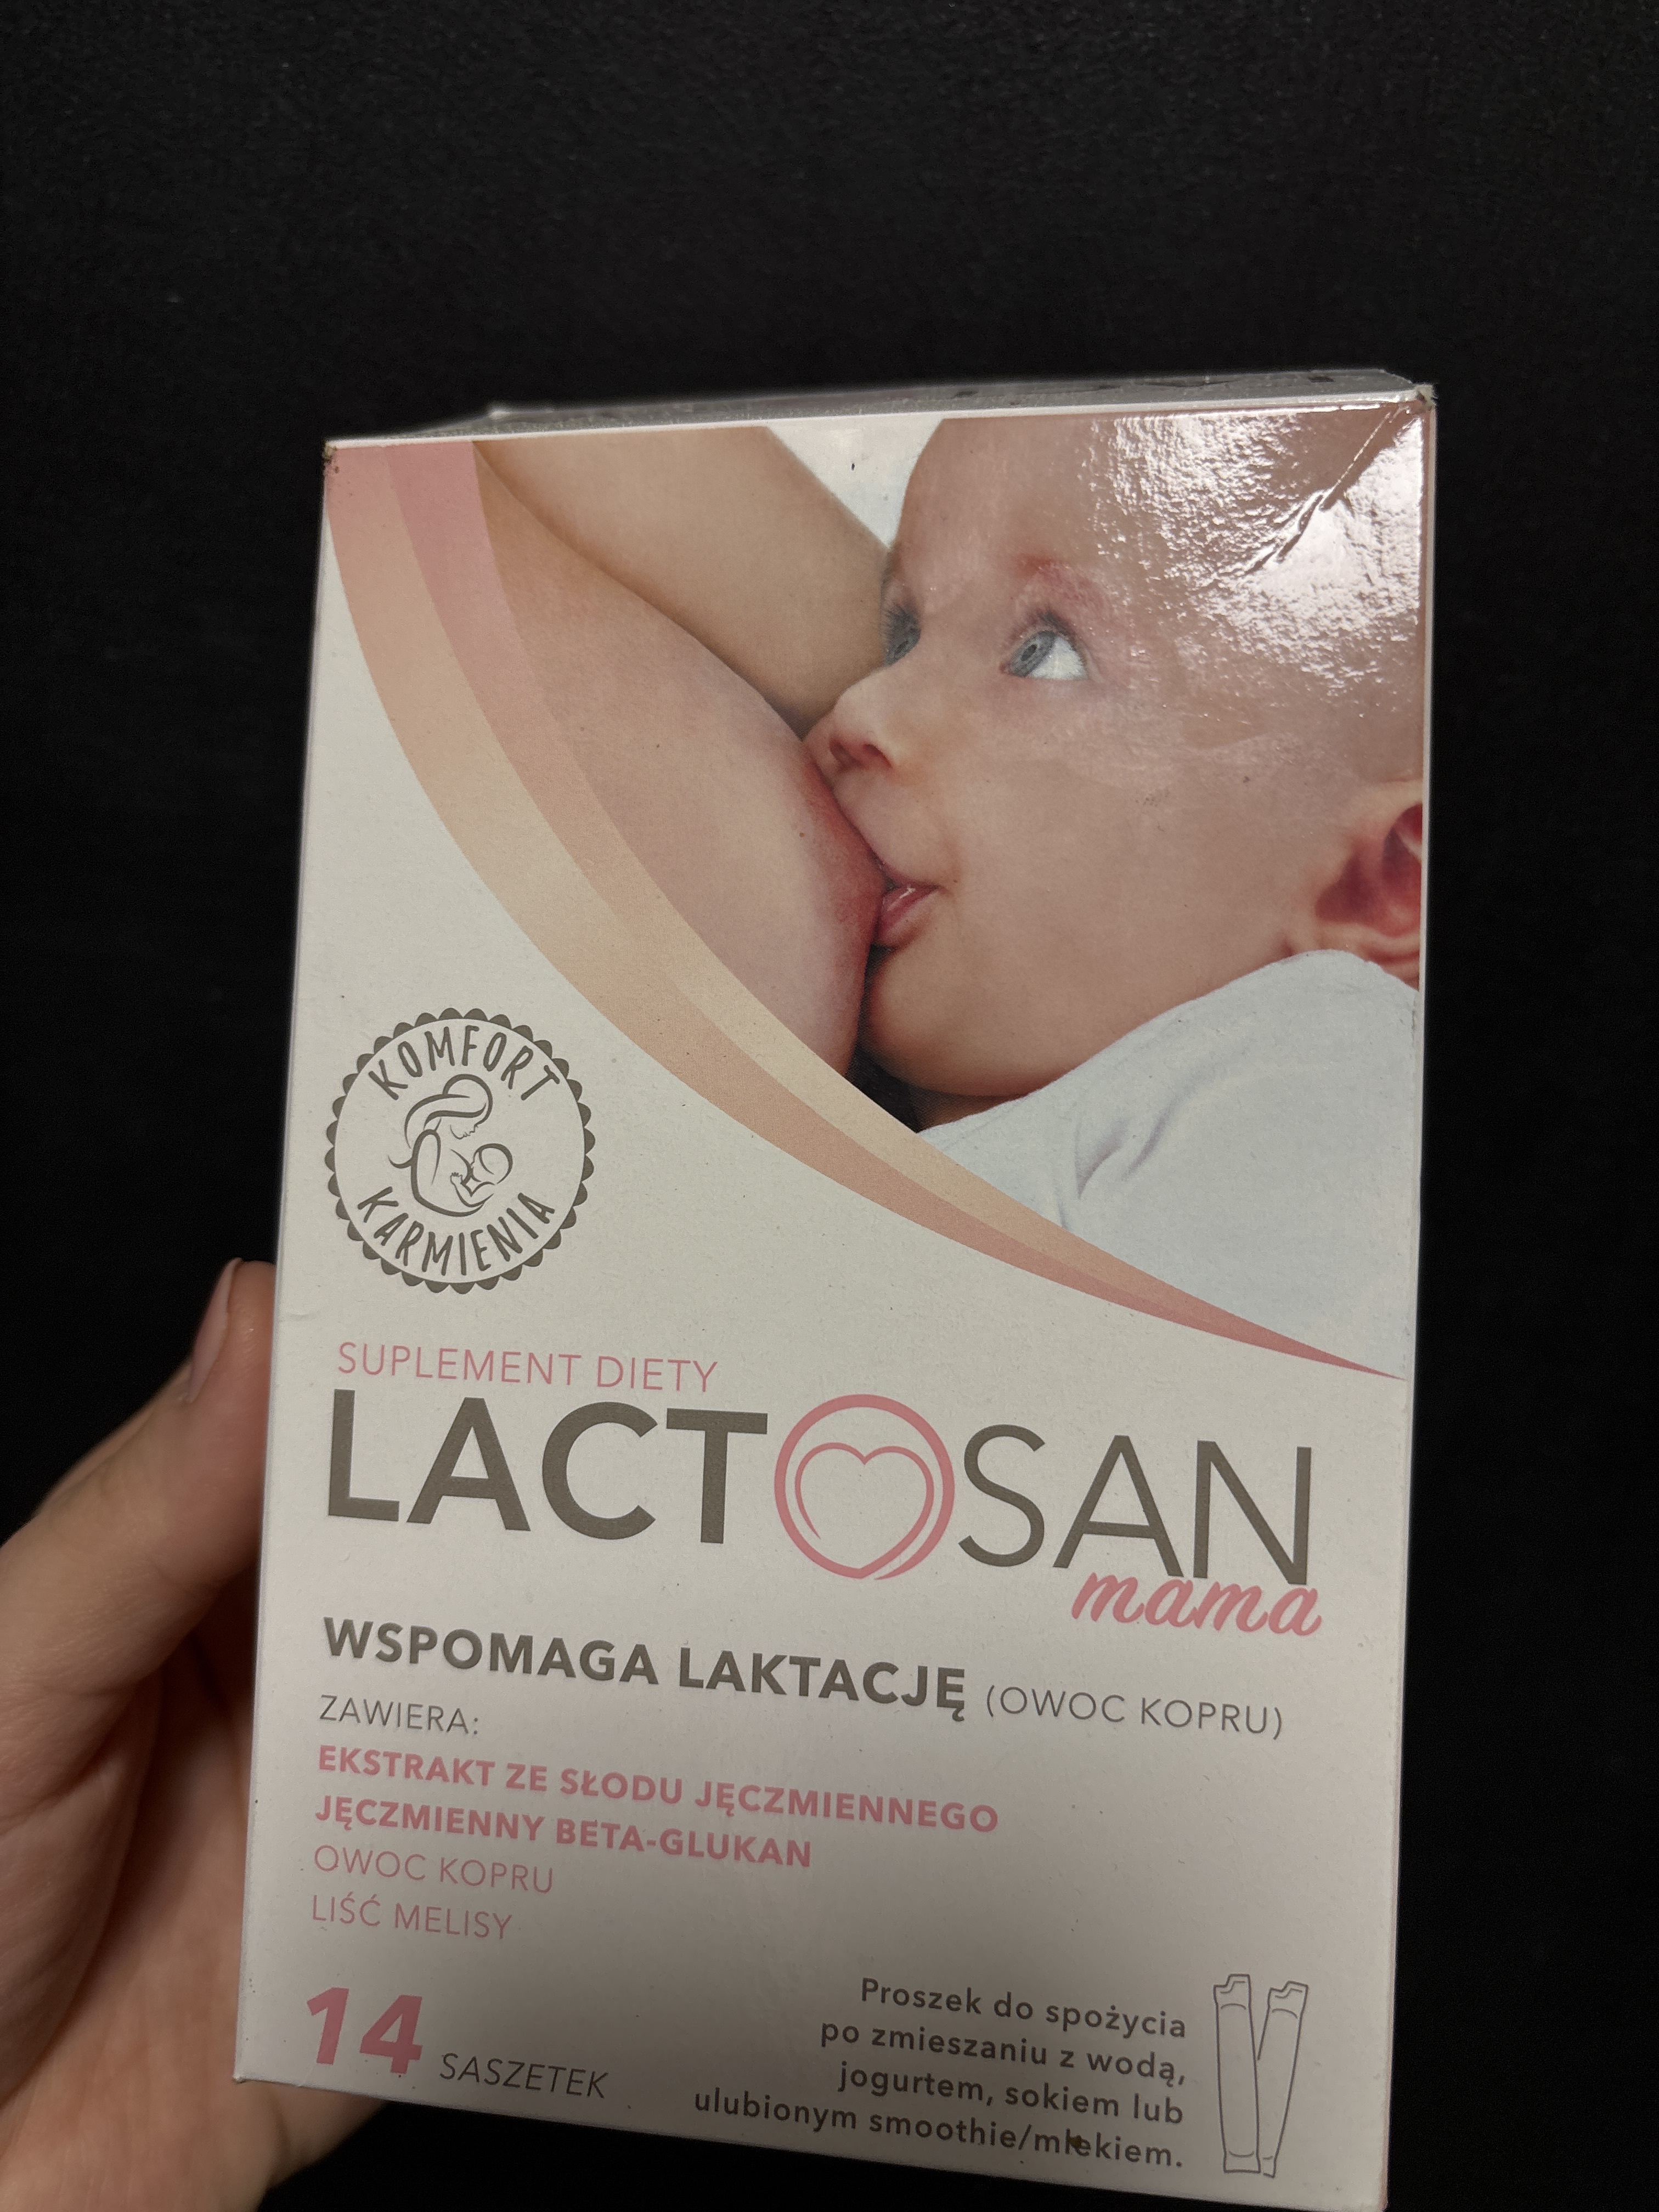 KOMFORT
KARMIENIA
SUPLEMENT DIETY
LACTOSAN
mama
WSPOMAGA LAKTACJĘ (OWOC KOPRU)
ZAWIERA:
EKSTRAKT ZE SŁODU JĘCZMIENNEGO
JĘCZMIENNY BETA-GLUKAN
OWOC KOPRU
LIŚĆ MELISY
14 SASZETEK
Proszek do spożycia
po zmieszaniu z wodą,
jogurtem, sokiem lub
ulubionym smoothie/mlekiem.